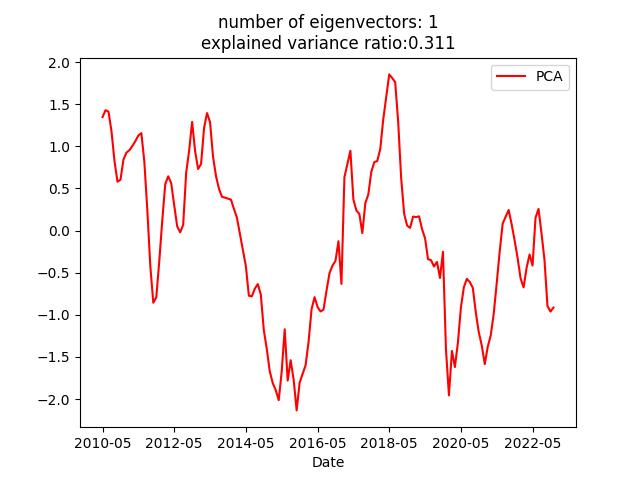 number of eigenvectors: 1
explained variance ratio:0.311
PCA
2.0
1.5
1.0
0.5
0.0
−0.5
−1.0
−1.5
−2.0
2010-05 2012-05 2014-05 2016-05 2018-05 2020-05 2022-05
Date